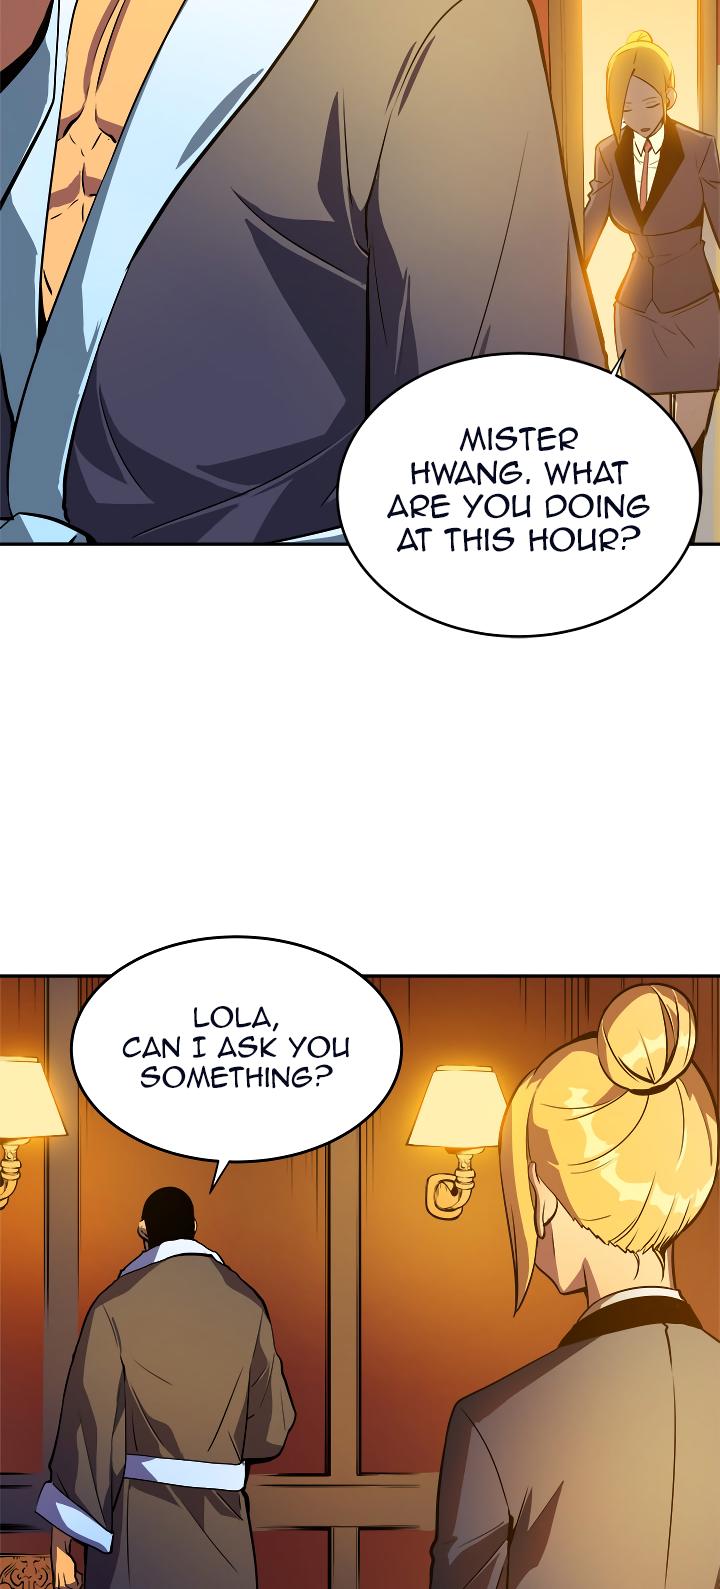 MISTER
HWANG. WHAT
ARE YOU DOING
AT THIS HOUR?
LOLA,
CAN I ASK YOU
SOMETHING?